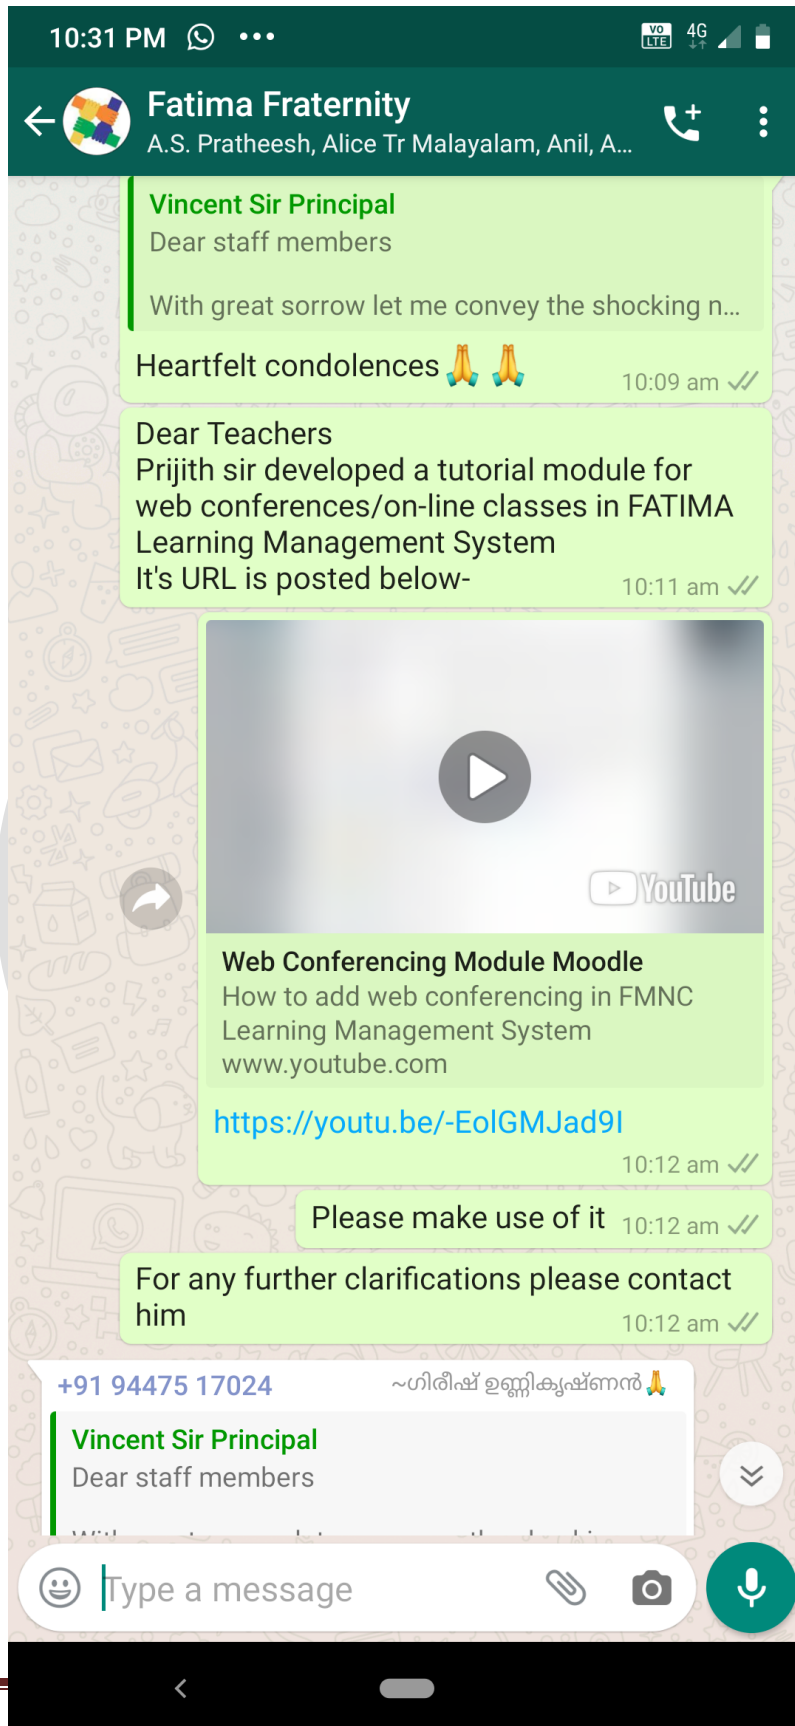 10:31 PM
VO LTE 4G
Fatima Fraternity
A.S. Pratheesh, Alice Tr Malayalam, Anil, A...
Vincent Sir Principal
Dear staff members
With great sorrow let me convey the shocking n...
Heartfelt condolences🙏 🙏
10:09 am
Dear Teachers
Prijith sir developed a tutorial module for
web conferences/on-line classes in FATIMA
Learning Management System
It's URL is posted below-
10:11 am
YouTube
Web Conferencing Module Moodle
How to add web conferencing in FMNC
Learning Management System
www.youtube.com
https://youtu.be/-EolGMJad9I
10:12 am
Please make use of it 10:12 am
For any further clarifications please contact
him
10:12 am
+91 94475 17024 ~ഗിരീഷ് ഉണ്ണികൃഷ്ണൻ🙏
Vincent Sir Principal
Dear staff members
Type a message